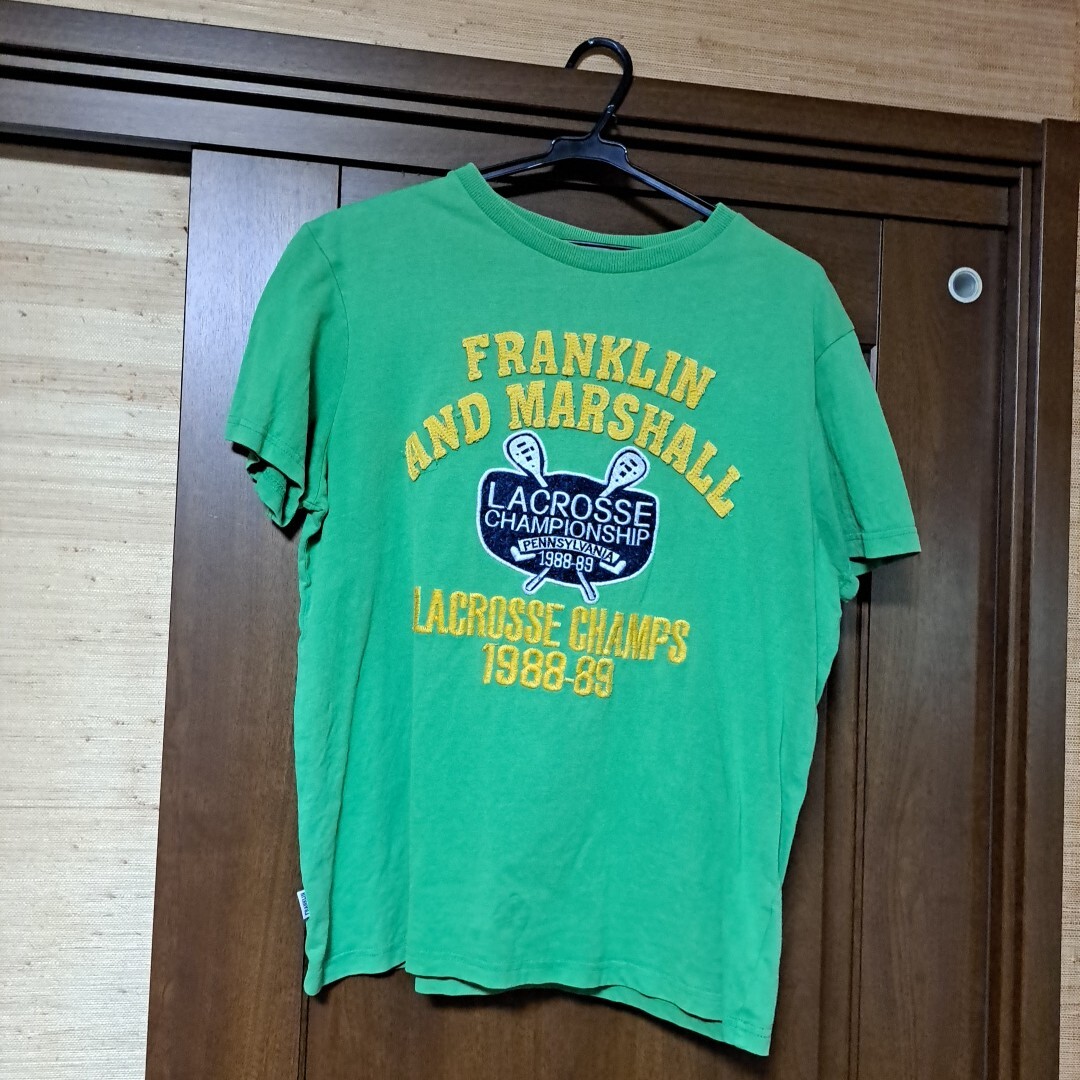 FRANKLIN
AND MARSHALL
LACROSSE
CHAMPIONSHIP
PENNSYLVANIA
1988-89
LACROSSE CHAMPS
1988-89